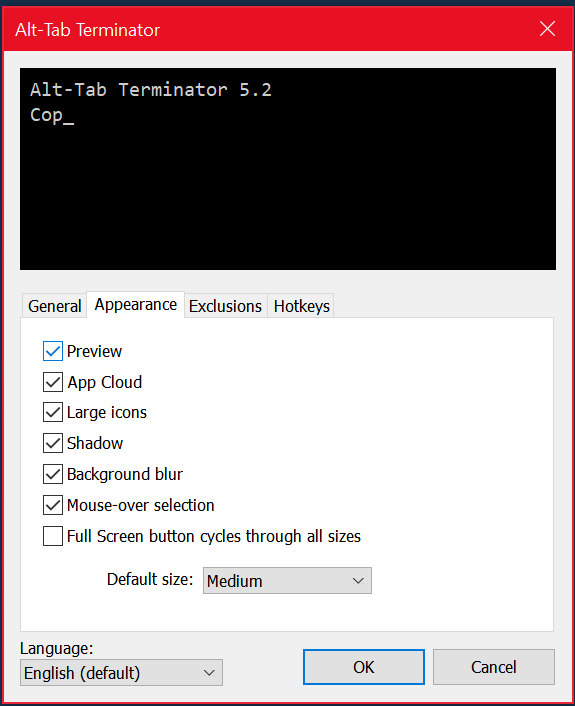 Alt-Tab Terminator
Alt-Tab Terminator 5.2
Cop_
General Appearance Exclusions Hotkeys
Preview
App Cloud
Large icons
Shadow
Background blur
Mouse-over selection
Full Screen button cycles through all sizes
Default size: Medium
Language:
English (default)
OK Cancel